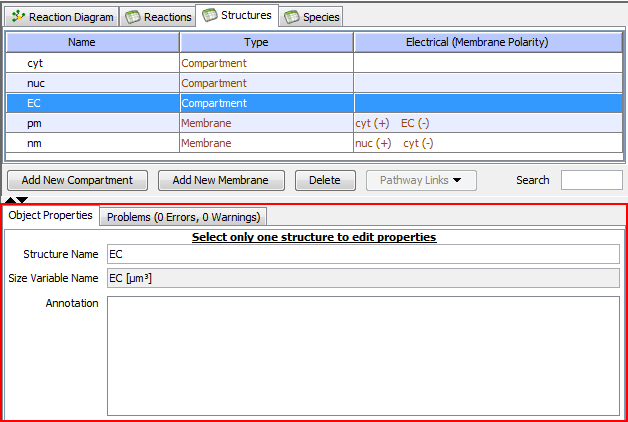 Reaction Diagram Reactions Structures Species
Name Type Electrical (Membrane Polarity)
cyt Compartment
nuc Compartment
EC Compartment
pm Membrane cyt (+) EC (-)
nm Membrane nuc (+) cyt (-)
Add New Compartment Add New Membrane Delete Pathway Links Search
Object Properties Problems (0 Errors, 0 Warnings)
Select only one structure to edit properties
Structure Name EC
Size Variable Name EC [µm³]
Annotation